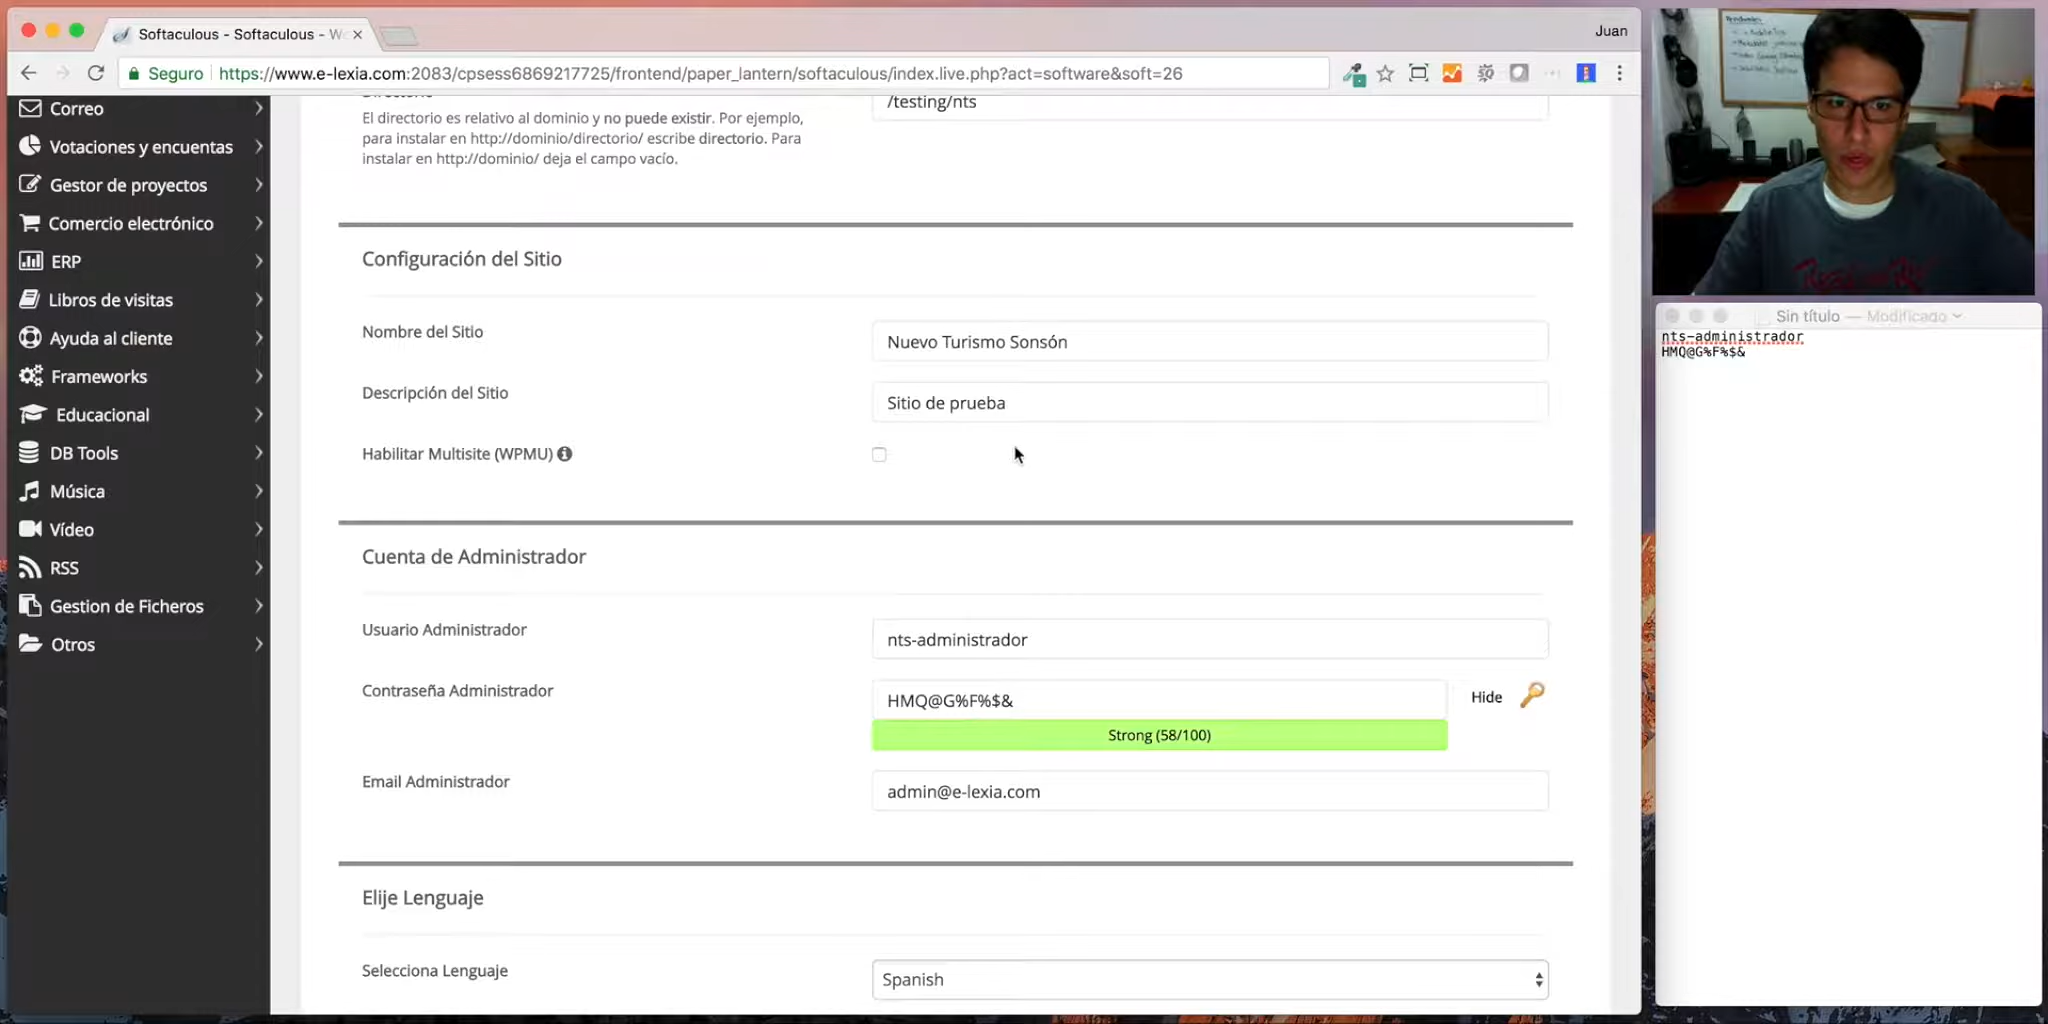 Softaculous - Softaculous - W
Juan
Seguro
https://www.e-lexia.com:2083/cpsess6869217725/frontend/paper_lantern/softaculous/index.live.php?act=software&soft=26
Correo
Votaciones y encuentas
Gestor de proyectos
Comercio electrónico
ERP
Libros de visitas
Ayuda al cliente
Frameworks
Educacional
DB Tools
Música
Vídeo
RSS
Gestion de Ficheros
Otros
Directorio
/testing/nts
El directorio es relativo al dominio y no puede existir. Por ejemplo,
para instalar en http://dominio/directorio/ escribe directorio. Para
instalar en http://dominio/ deja el campo vacío.
Configuración del Sitio
Nombre del Sitio
Nuevo Turismo Sonsón
Descripción del Sitio
Sitio de prueba
Habilitar Multisite (WPMU)
Cuenta de Administrador
Usuario Administrador
nts-administrador
Contraseña Administrador
HMQ@G%F%$&
Hide
Strong (58/100)
Email Administrador
admin@e-lexia.com
Elije Lenguaje
Selecciona Lenguaje
Spanish
Sin título — Modificado
nts-administrador
HMQ@G%F%$&